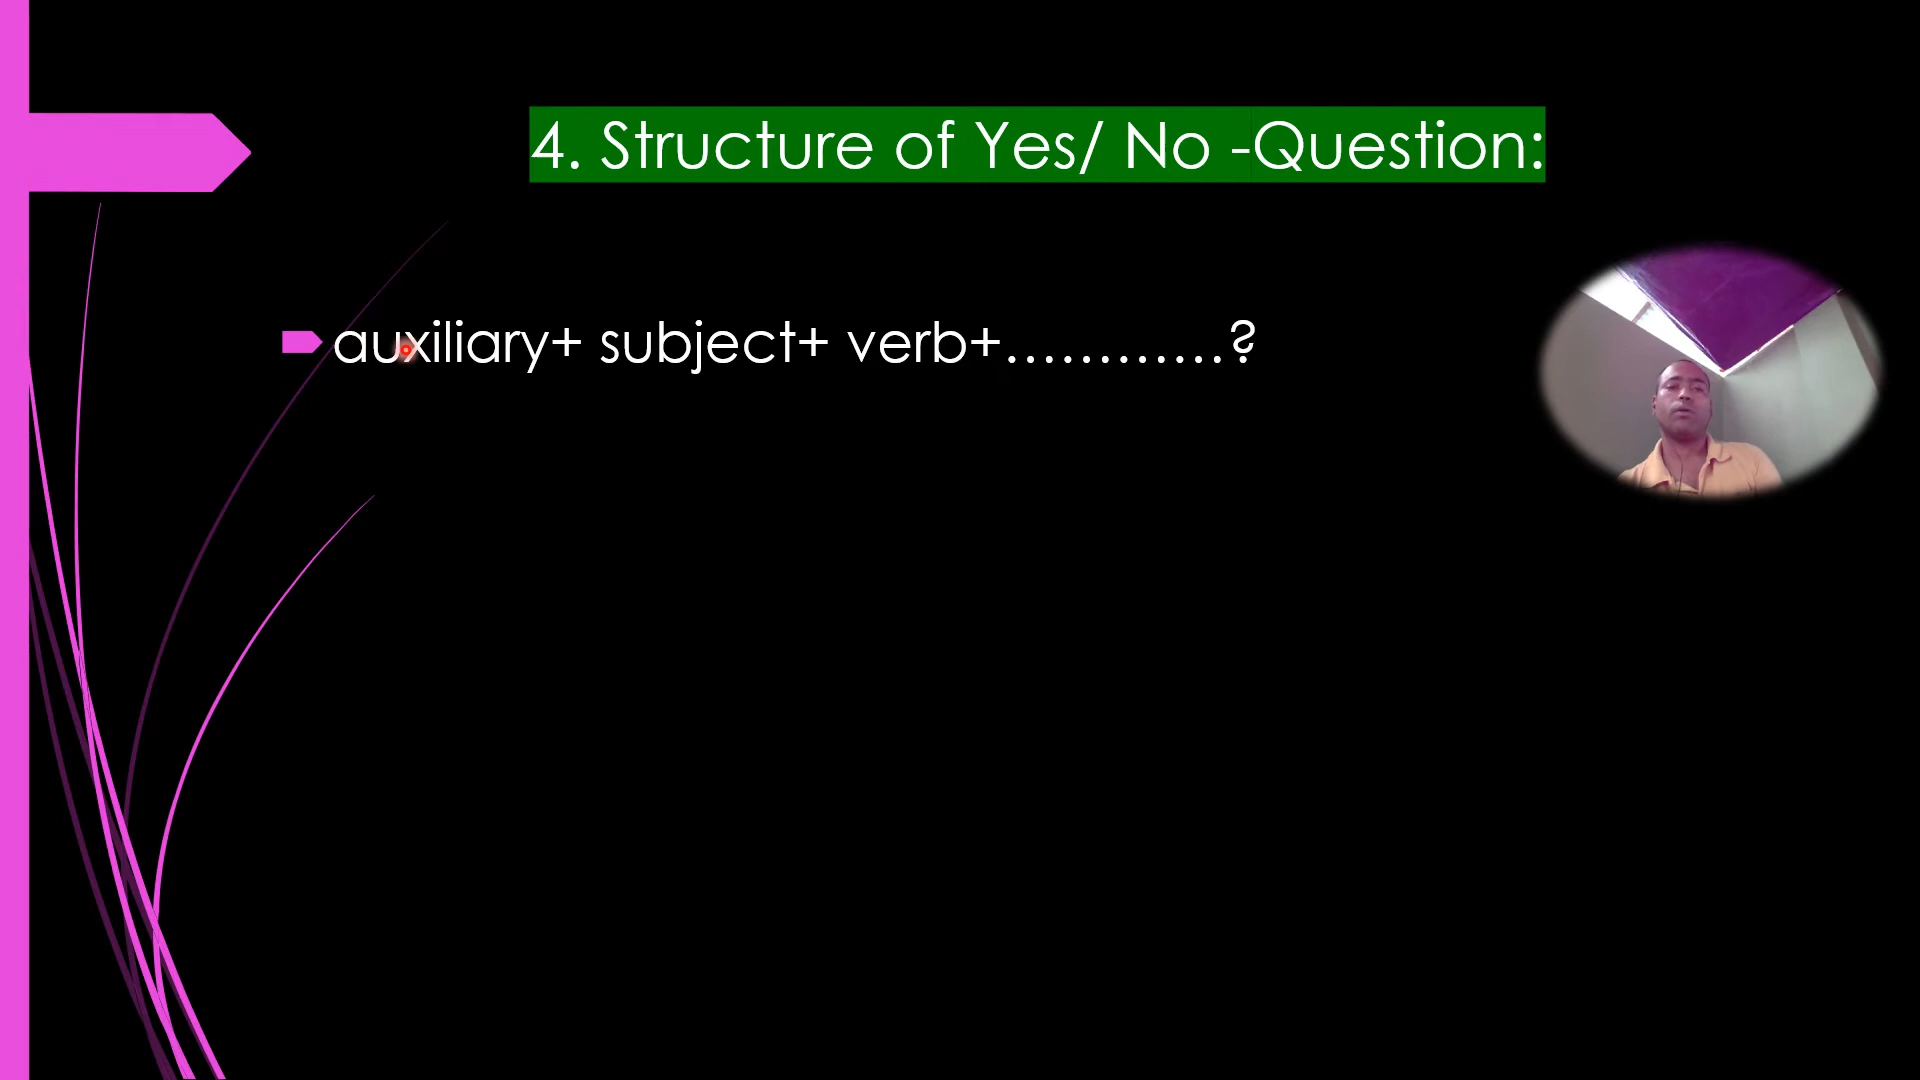 4. Structure of Yes/ No -Question:
auxiliary+ subject+ verb+............?